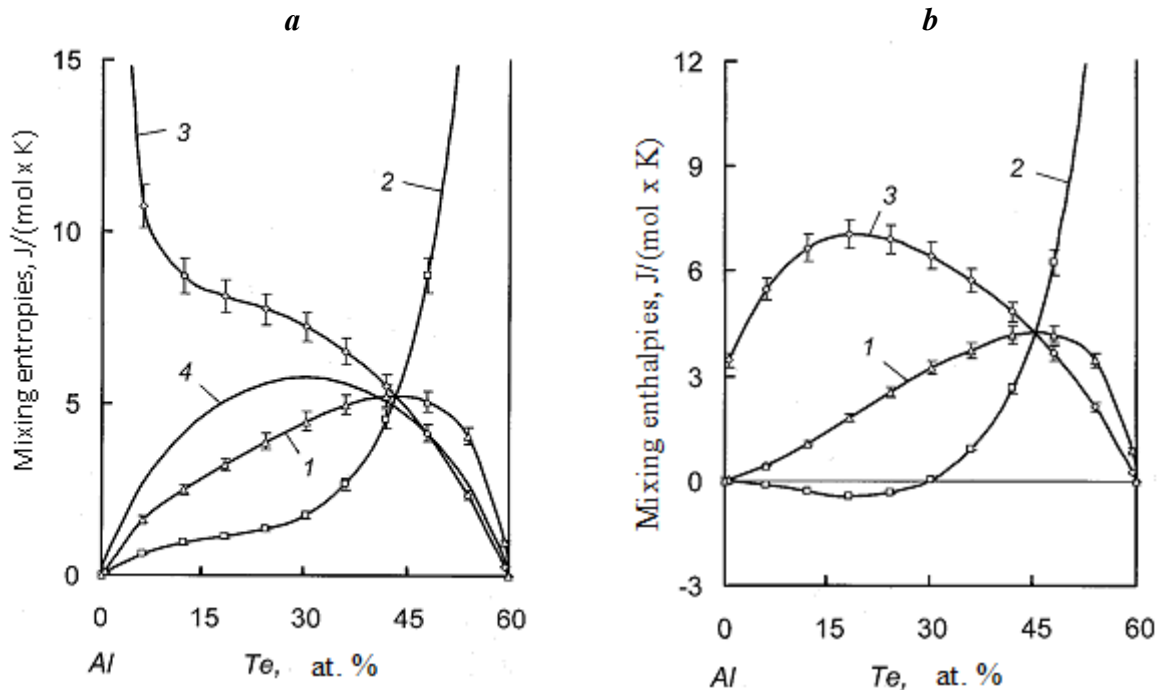 a
15
10
5
0
Mixing entropies, J/(mol x K)
3
2
4
1
0 15 30 45 60
Al Te, at. %
b
12
9
6
3
0
-3
Mixing enthalpies, J/(mol x K)
2
3
1
0 15 30 45 60
Al Te, at. %